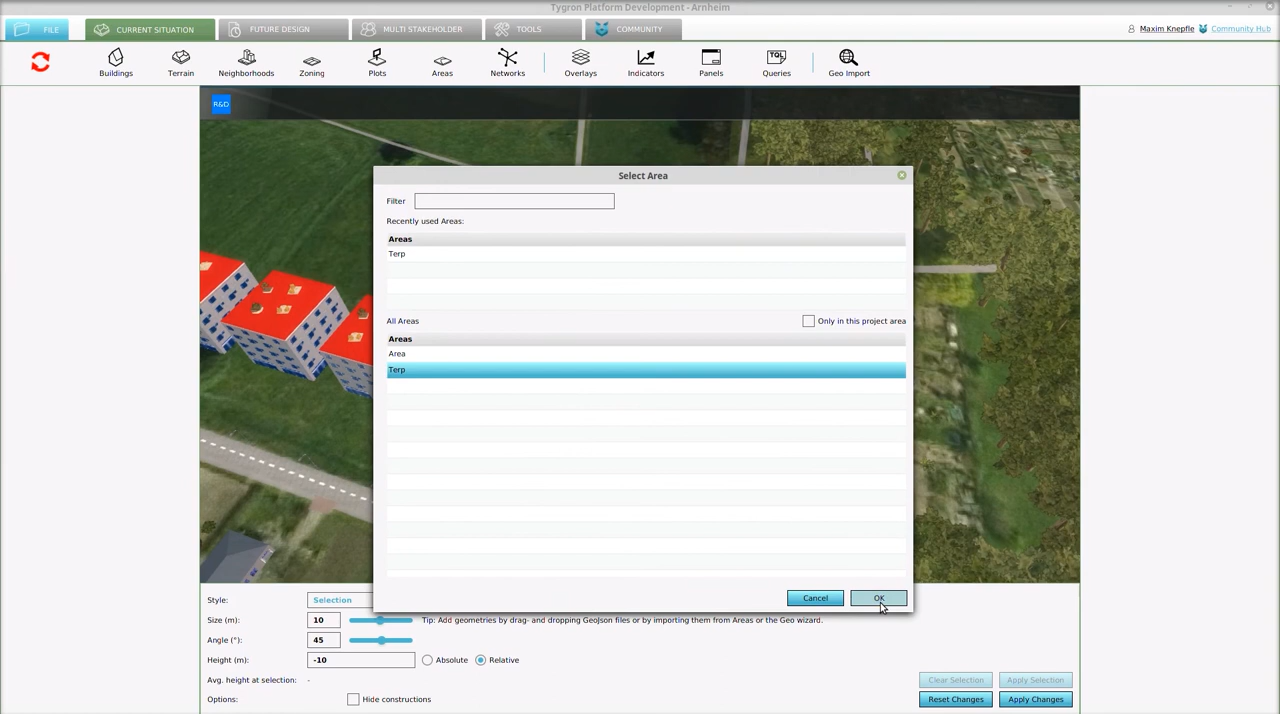 Tygron Platform Development - Arnheim
FILE CURRENT SITUATION FUTURE DESIGN MULTI STAKEHOLDER TOOLS COMMUNITY Maxim Knepfle Community Hub
Buildings Terrain Neighborhoods Zoning Plots Areas Networks Overlays Indicators Panels TQL Queries Geo Import
R&D
Select Area
Filter
Recently used Areas:
Areas
Terp
All Areas Only in this project area
Areas
Area
Terp
Cancel OK
Style: Selection
Size (m): 10 Tip: Add geometries by drag- and dropping GeoJson files or by importing them from Areas or the Geo wizard.
Angle (°): 45
Height (m): -10 Absolute Relative
Avg. height at selection: - Clear Selection Apply Selection
Options: Hide constructions Reset Changes Apply Changes